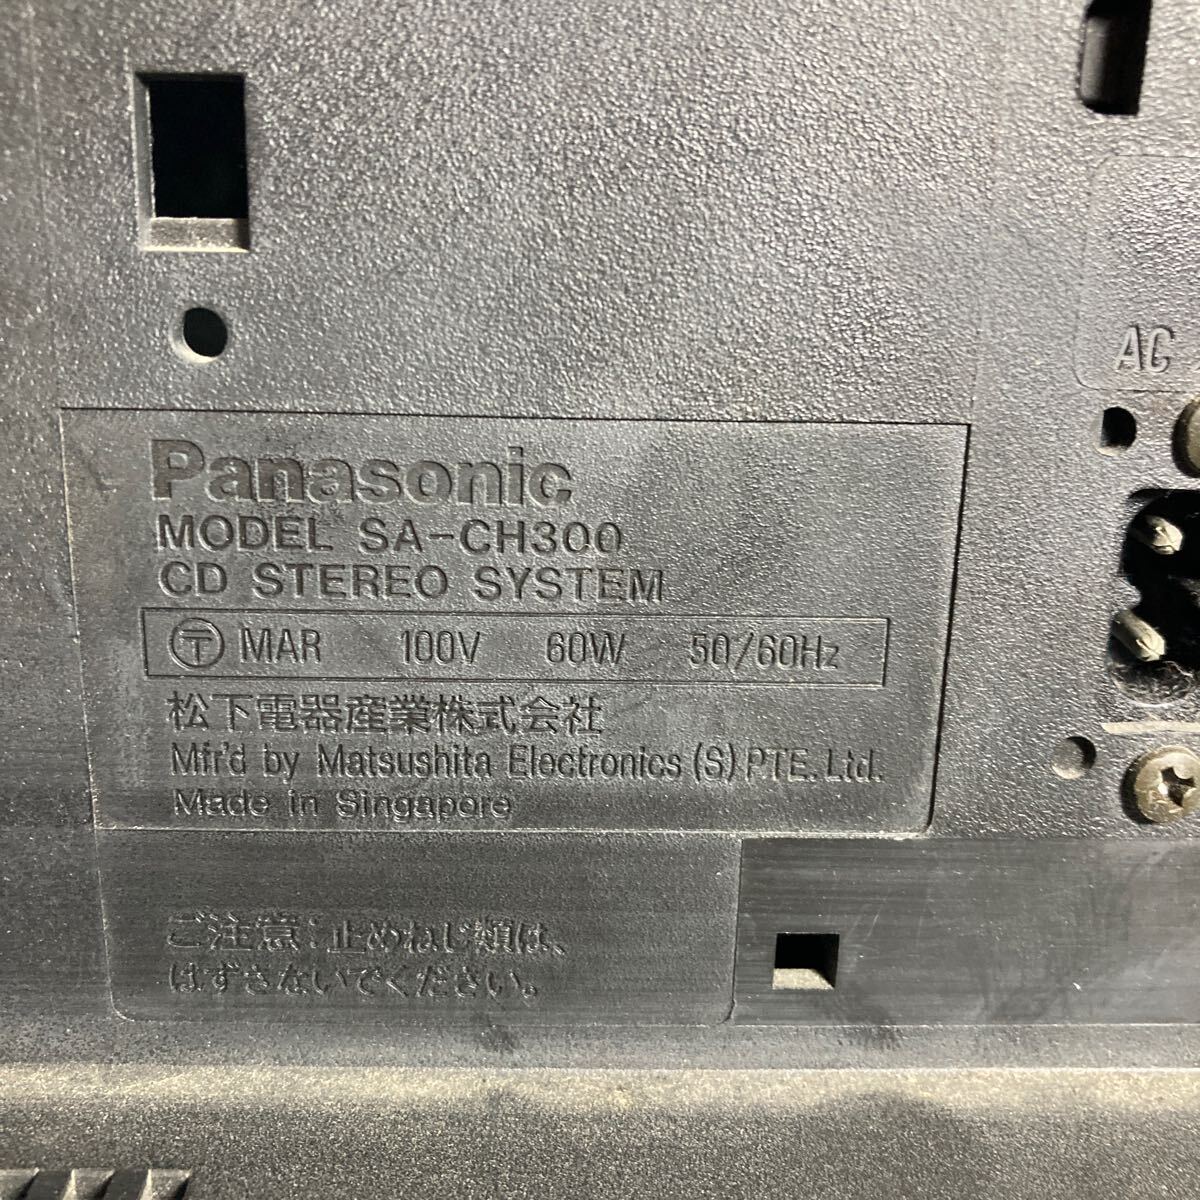 Panasonic
MODEL SA-CH300
CD STEREO SYSTEM
〒 MAR 100V 60W 50/60Hz
松下電器産業株式会社
Mfr'd by Matsushita Electronics (S) PTE. Ltd.
Made in Singapore
ご注意：止めねじ類は、
はずさないでください。
AC